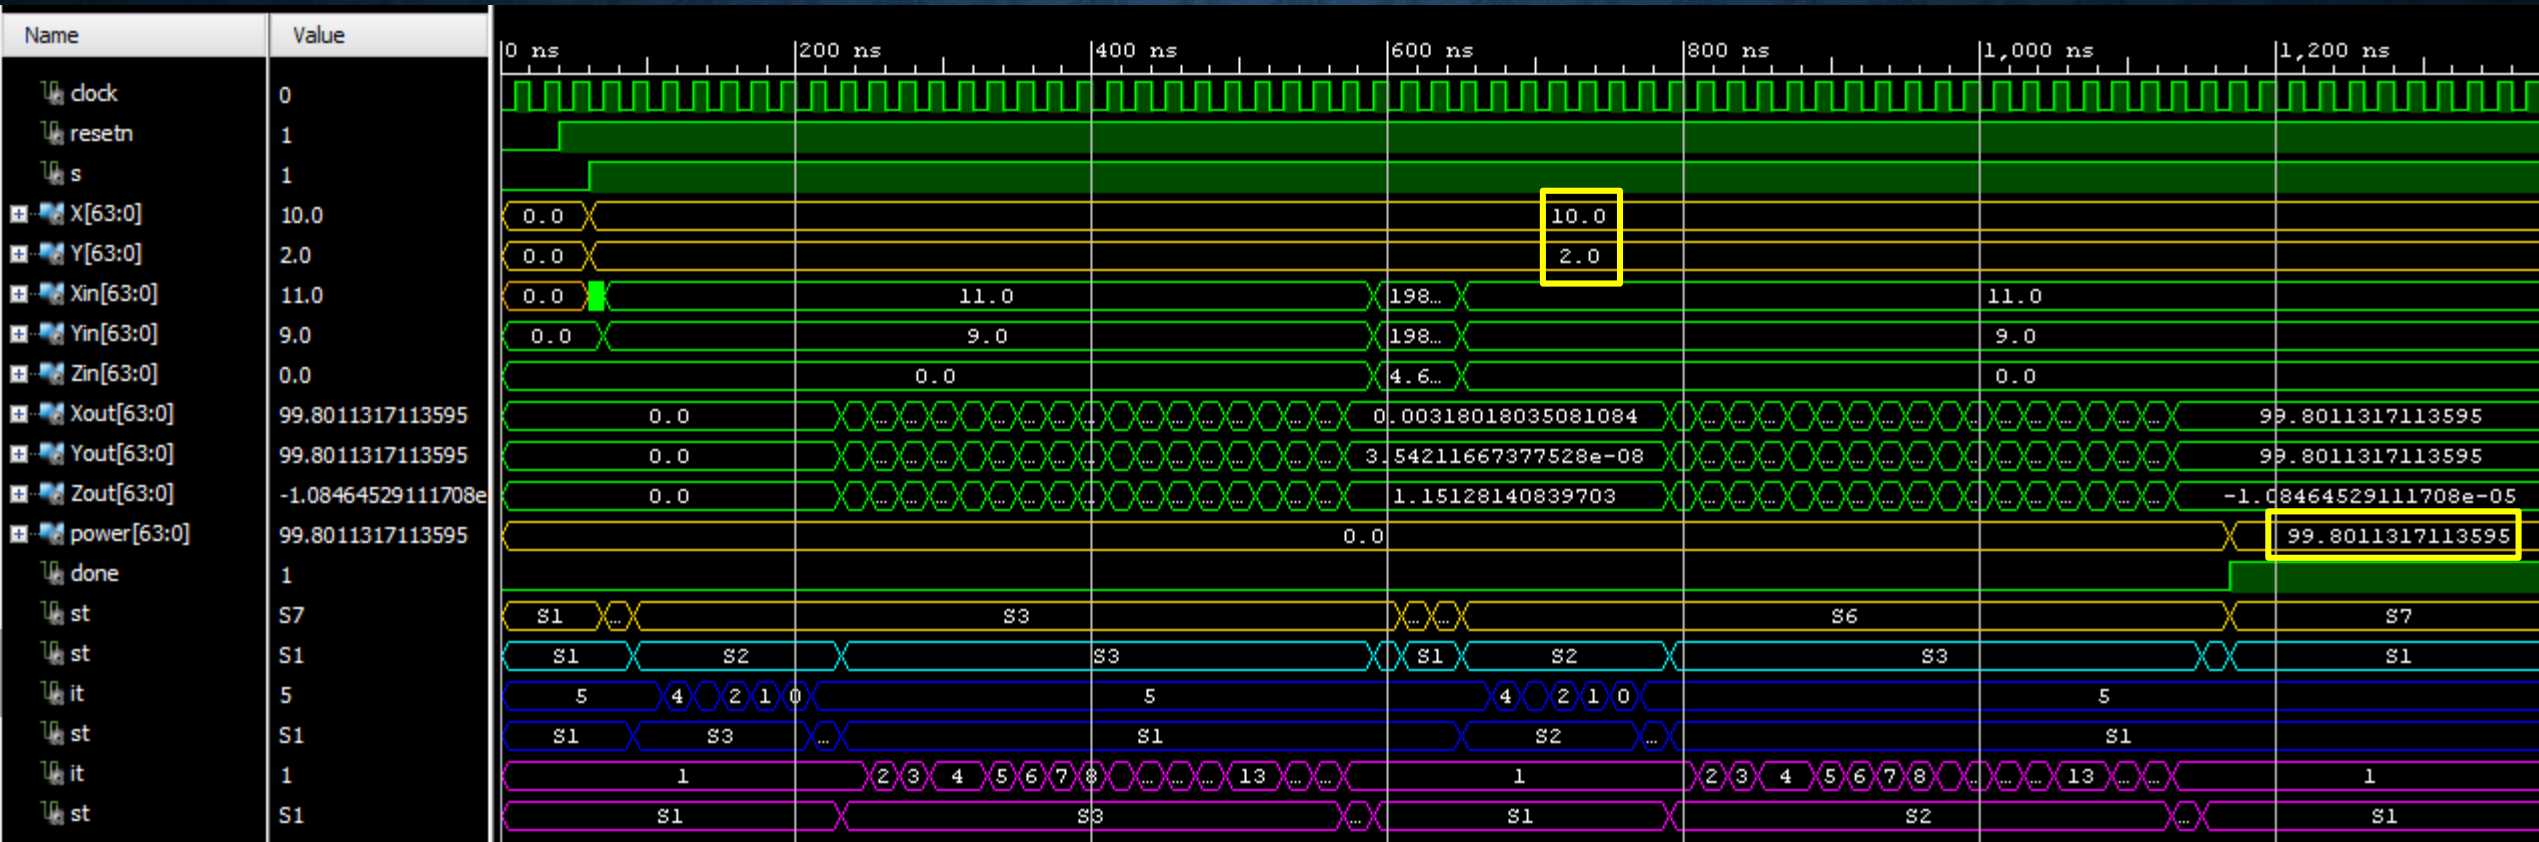 Name Value
0 ns 200 ns 400 ns 600 ns 800 ns 1,000 ns 1,200 ns
clock 0
resetn 1
s 1
X[63:0] 10.0 0.0 10.0
Y[63:0] 2.0 0.0 2.0
Xin[63:0] 11.0 0.0 11.0 198... 11.0
Yin[63:0] 9.0 0.0 9.0 198... 9.0
Zin[63:0] 0.0 0.0 4.6... 0.0
Xout[63:0] 99.8011317113595 0.0 ... ... ... ... ... ... ... ... ... 0.00318018035081084 ... ... ... ... ... ... ... ... ... 99.8011317113595
Yout[63:0] 99.8011317113595 0.0 ... ... ... ... ... ... ... ... ... 3.54211667377528e-08 ... ... ... ... ... ... ... ... ... 99.8011317113595
Zout[63:0] -1.08464529111708e 0.0 ... ... ... ... ... ... ... ... ... 1.15128140839703 ... ... ... ... ... ... ... ... ... -1.08464529111708e-05
power[63:0] 99.8011317113595 0.0 99.8011317113595
done 1
st S7 S1 ... S3 ... ... S6 S7
st S1 S1 S2 S3 S1 S2 S3 S1
it 5 5 4 2 1 0 5 4 2 1 0 5
st S1 S1 S3 ... S1 S2 ... S1
it 1 1 2 3 4 5 6 7 8 ... ... ... 13 ... ... 1 2 3 4 5 6 7 8 ... ... ... 13 ... ... 1
st S1 S1 S3 ... S1 S2 ... S1